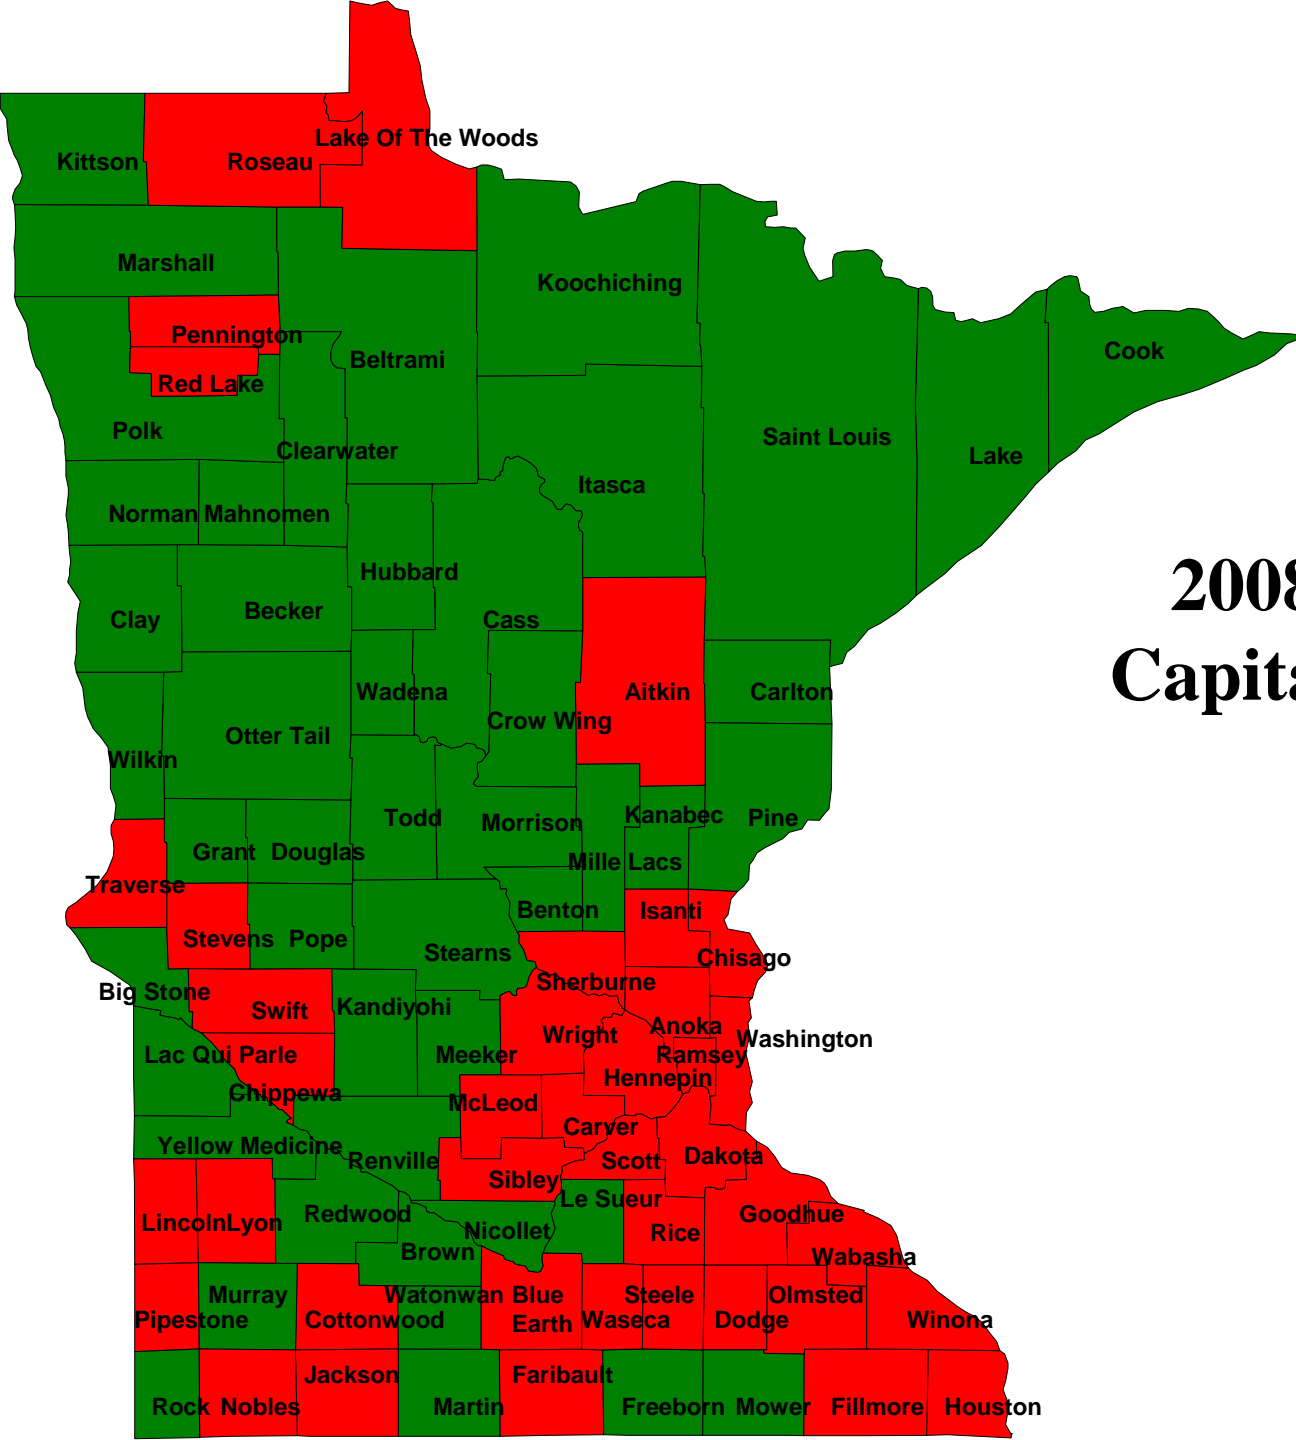 Lake Of The Woods
Kittson
Roseau
Marshall
Koochiching
Pennington
Beltrami
Cook
Red Lake
Polk
Clearwater
Saint Louis
Lake
Itasca
Norman
Mahnomen
Hubbard
2008
Clay
Becker
Cass
Capita
Wadena
Aitkin
Carlton
Crow Wing
Otter Tail
Wilkin
Todd
Morrison
Kanabec
Pine
Grant
Douglas
Mille Lacs
Traverse
Benton
Isanti
Stevens
Pope
Stearns
Chisago
Big Stone
Sherburne
Swift
Kandiyohi
Wright
Anoka
Washington
Lac Qui Parle
Meeker
Ramsey
Hennepin
Chippewa
McLeod
Carver
Yellow Medicine
Renville
Scott
Dakota
Sibley
Le Sueur
Lincoln
Lyon
Redwood
Nicollet
Rice
Goodhue
Brown
Wabasha
Murray
Watonwan
Blue
Earth
Steele
Olmsted
Pipestone
Cottonwood
Waseca
Dodge
Winona
Jackson
Faribault
Rock
Nobles
Martin
Freeborn
Mower
Fillmore
Houston